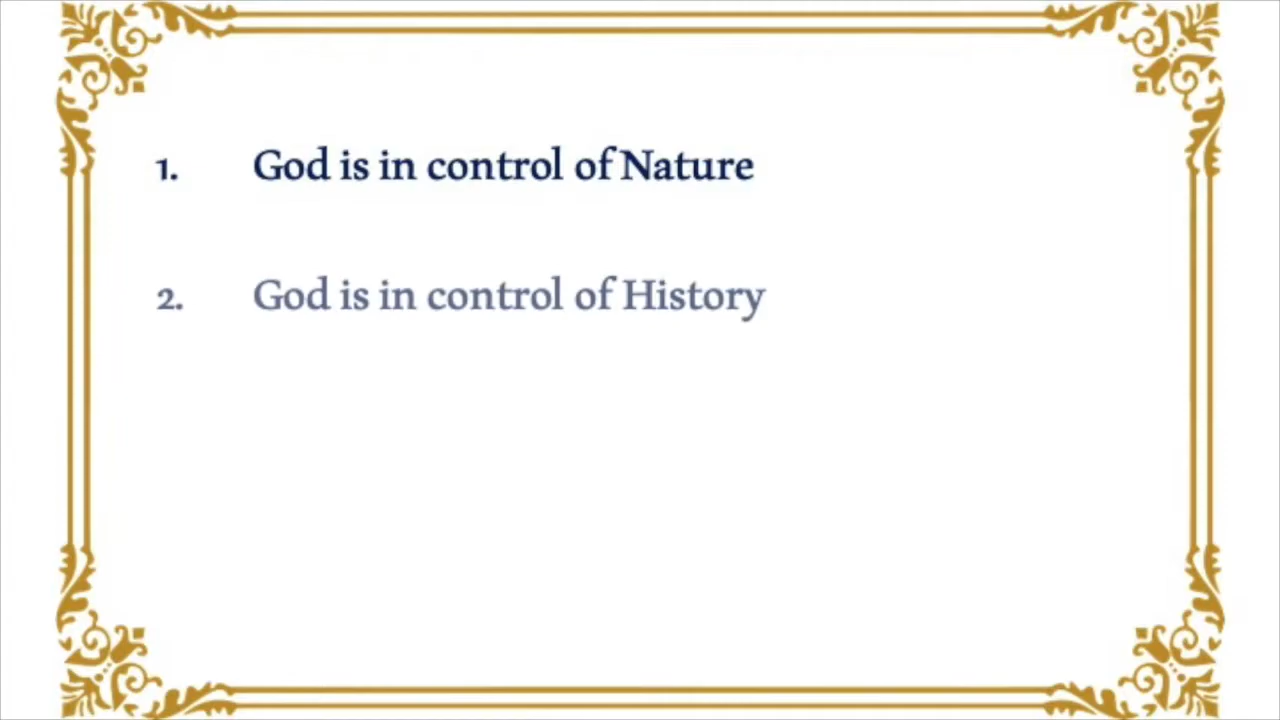 1. God is in control of Nature
2. God is in control of History